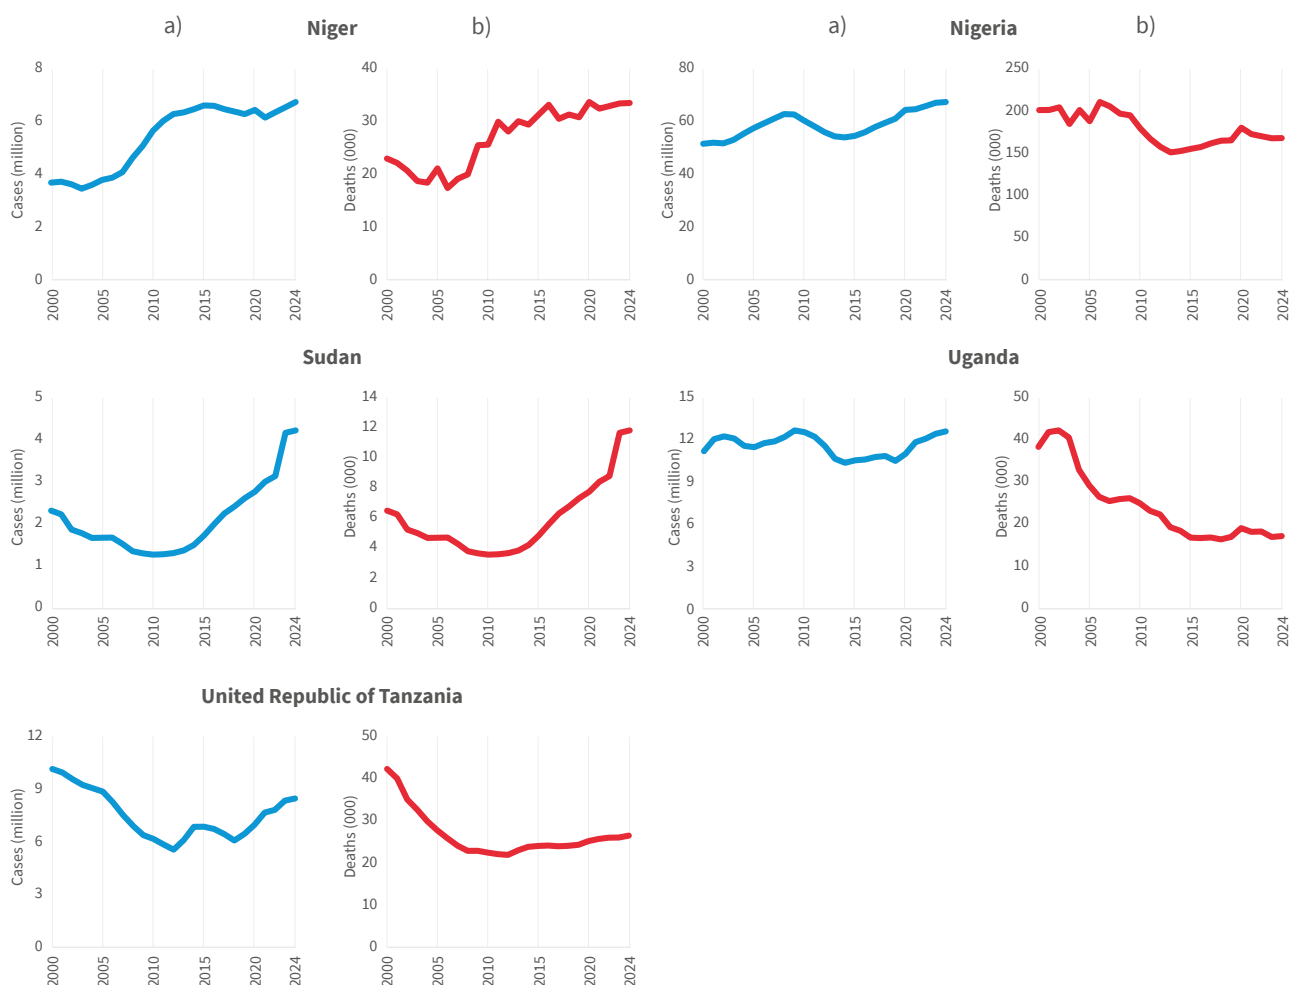 a) Niger b)
Cases (million)
8
6
4
2
0
2000 2005 2010 2015 2020 2024
Deaths (000)
40
30
20
10
0
2000 2005 2010 2015 2020 2024
a) Nigeria b)
Cases (million)
80
60
40
20
0
2000 2005 2010 2015 2020 2024
Deaths (000)
250
200
150
100
50
0
2000 2005 2010 2015 2020 2024
Sudan
Cases (million)
5
4
3
2
1
0
2000 2005 2010 2015 2020 2024
Deaths (000)
14
12
10
8
6
4
2
0
2000 2005 2010 2015 2020 2024
Uganda
Cases (million)
15
12
9
6
3
0
2000 2005 2010 2015 2020 2024
Deaths (000)
50
40
30
20
10
0
2000 2005 2010 2015 2020 2024
United Republic of Tanzania
Cases (million)
12
9
6
3
0
2000 2005 2010 2015 2020 2024
Deaths (000)
50
40
30
20
10
0
2000 2005 2010 2015 2020 2024